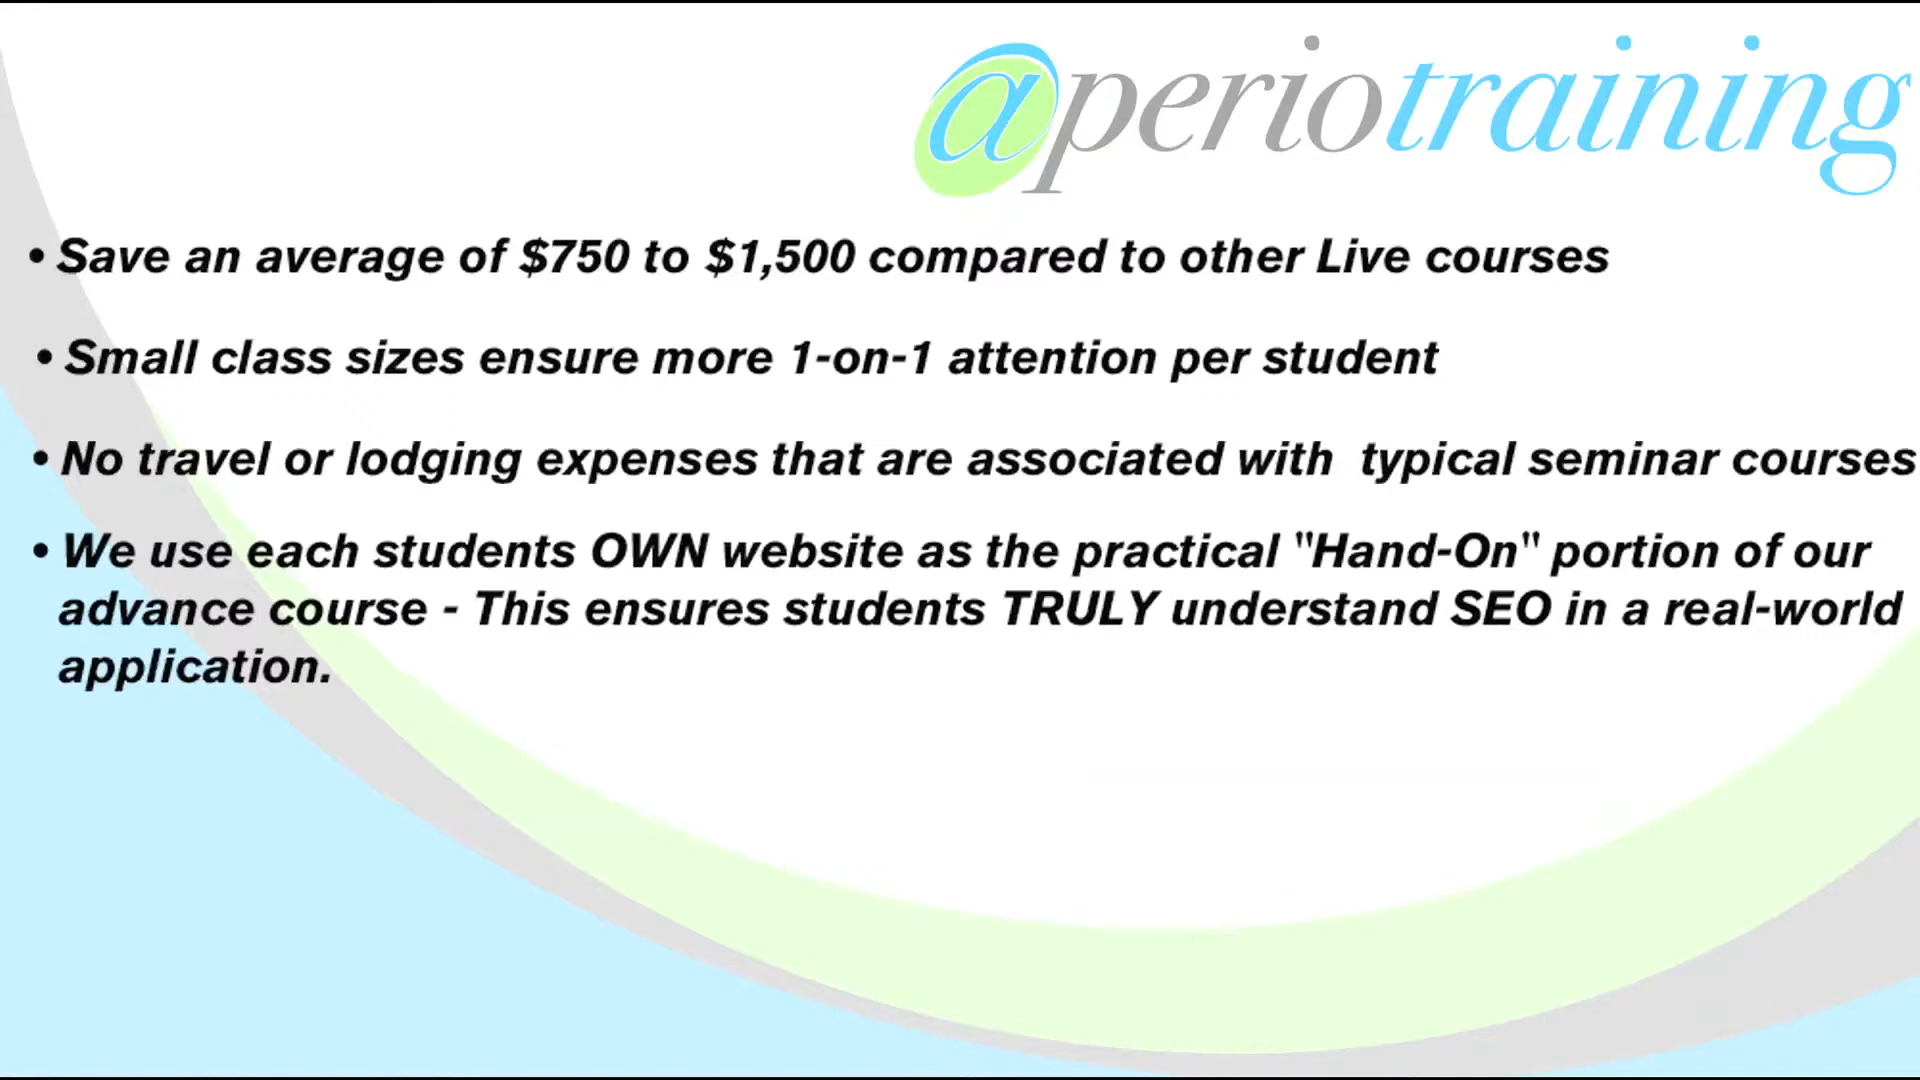 @periotraining
• Save an average of $750 to $1,500 compared to other Live courses
• Small class sizes ensure more 1-on-1 attention per student
• No travel or lodging expenses that are associated with  typical seminar courses
• We use each students OWN website as the practical "Hand-On" portion of our
advance course - This ensures students TRULY understand SEO in a real-world
application.